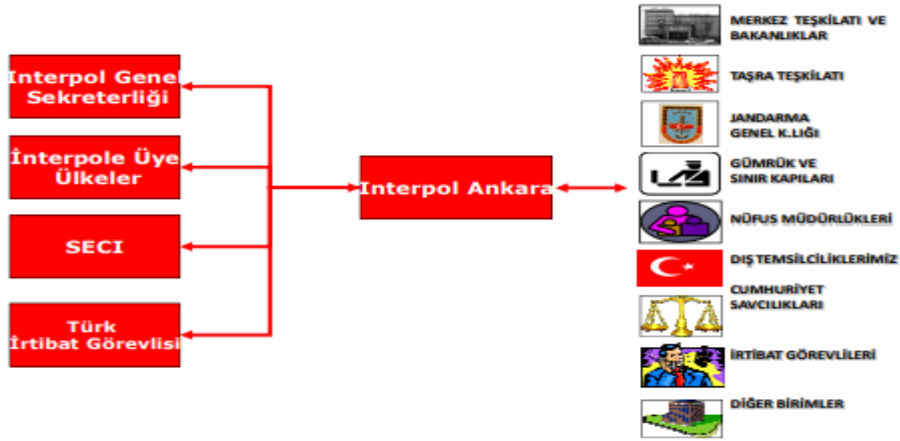 Interpol Genel
Sekreterliği
İnterpole Üye
Ülkeler
SECI
Türk
İrtibat Görevlisi
Interpol Ankara
MERKEZ TEŞKİLATI VE
BAKANLIKLAR
TAŞRA TEŞKİLATI
JANDARMA
GENEL K.LIĞI
GÜMRÜK VE
SINIR KAPILARI
NÜFUS MÜDÜRLÜKLERİ
DIŞ TEMSİLCİLİKLERİMİZ
CUMHURİYET
SAVCILIKLARI
İRTİBAT GÖREVLİLERİ
DİĞER BİRİMLER